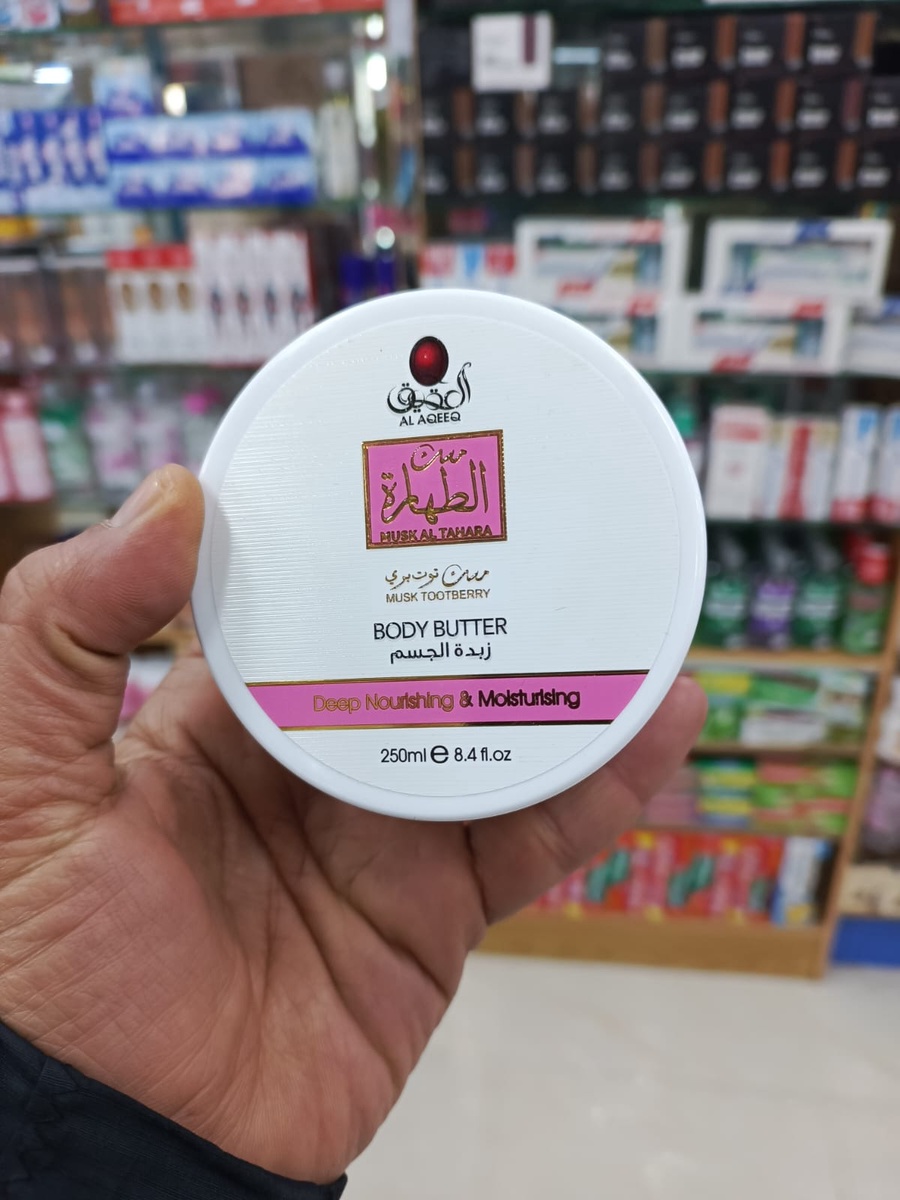 العقيق
AL AQEEQ
مسك
الطهارة
MUSK AL TAHARA
مسك توت بري
MUSK TOOTBERRY
BODY BUTTER
زبدة الجسم
Deep Nourishing & Moisturising
250ml e 8.4 fl.oz